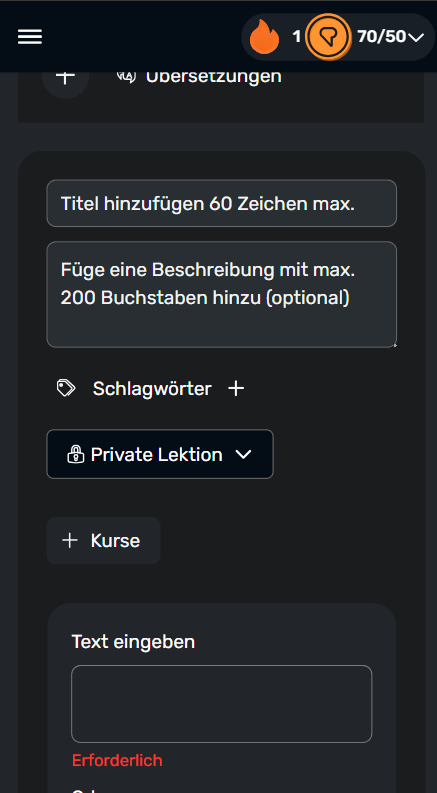 1 70/50
Übersetzungen
Titel hinzufügen 60 Zeichen max.
Füge eine Beschreibung mit max.
200 Buchstaben hinzu (optional)
Schlagwörter
Private Lektion
Kurse
Text eingeben
Erforderlich